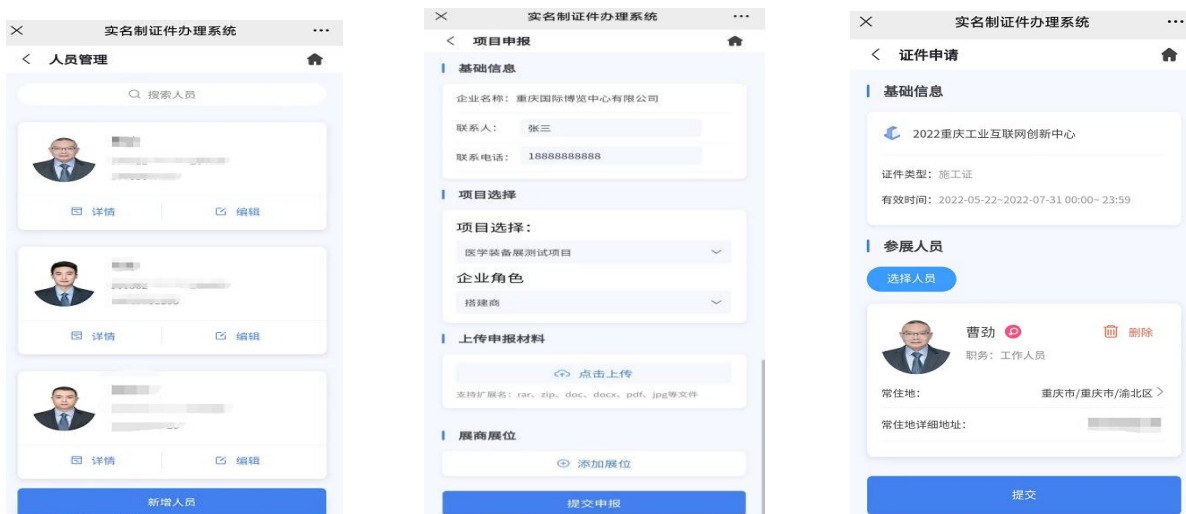 实名制证件办理系统
人员管理
搜索人员
详情 编辑
详情 编辑
详情 编辑
新增人员
实名制证件办理系统
项目申报
基础信息
企业名称：重庆国际博览中心有限公司
联系人： 张三
联系电话： 18888888888
项目选择
项目选择：
医学装备展测试项目
企业角色
搭建商
上传申报材料
点击上传
支持扩展名：rar、zip、doc、docx、pdf、jpg等文件
展商展位
添加展位
提交申报
实名制证件办理系统
证件申请
基础信息
2022重庆工业互联网创新中心
证件类型：施工证
有效时间：2022-05-22~2022-07-31 00:00~ 23:59
参展人员
选择人员
曹劲 删除
职务：工作人员
常住地： 重庆市/重庆市/渝北区
常住地详细地址：
提交